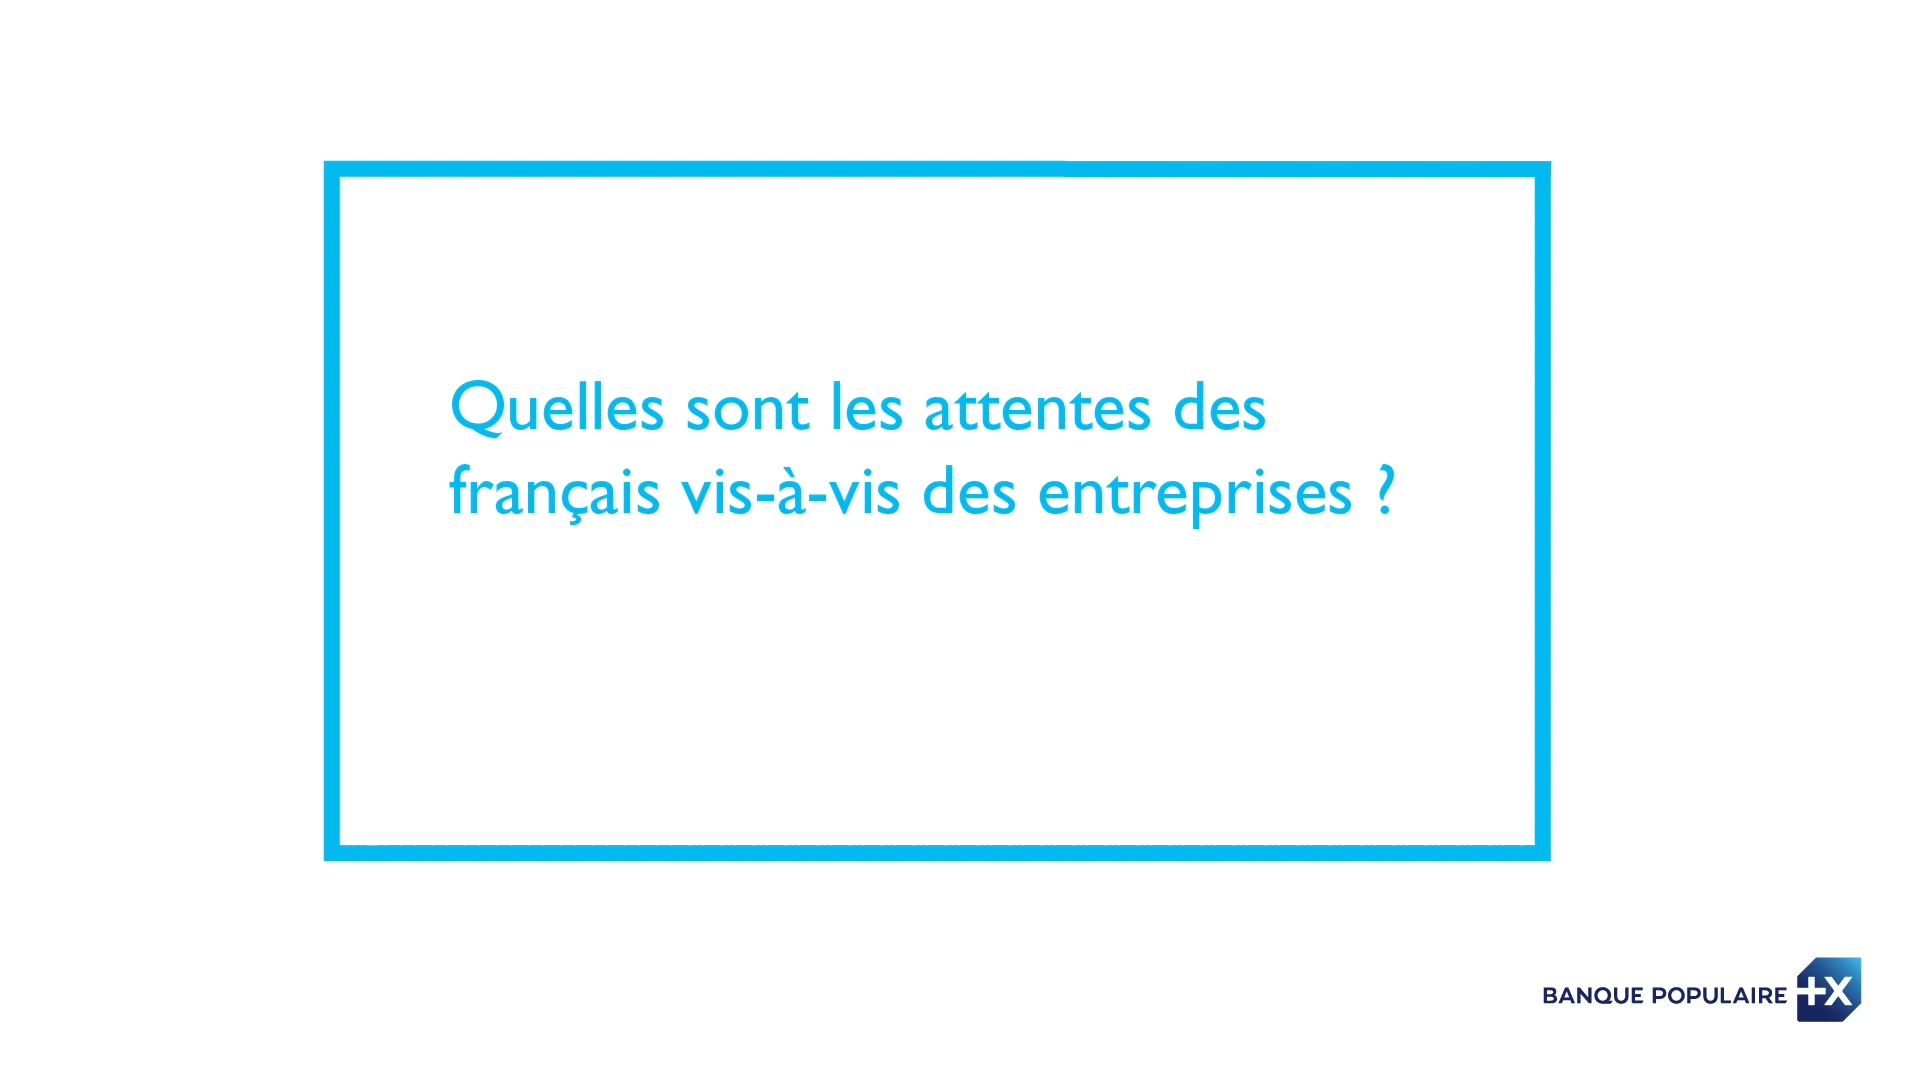 Quelles sont les attentes des
français vis-à-vis des entreprises ?
BANQUE POPULAIRE +X